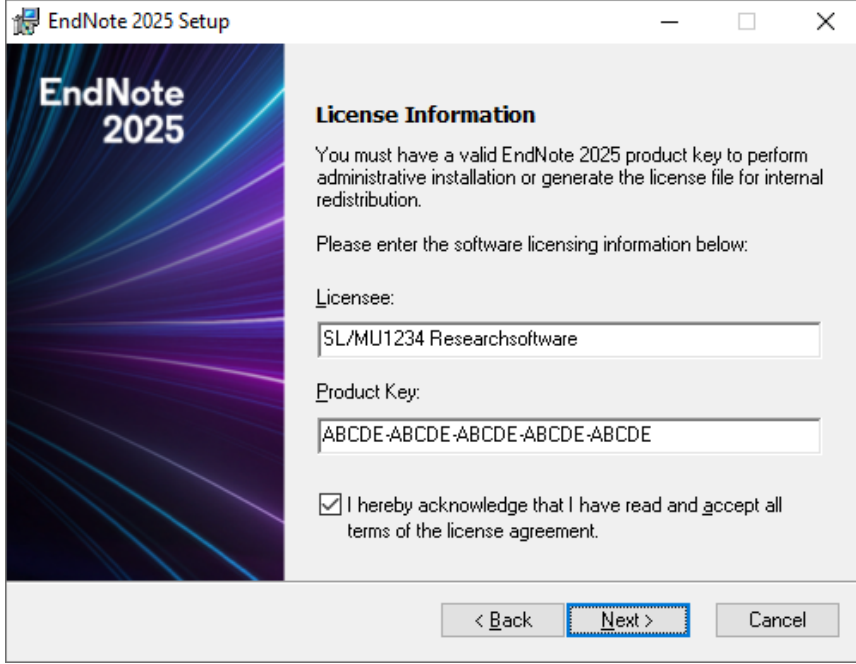 EndNote 2025 Setup
EndNote
2025
License Information
You must have a valid EndNote 2025 product key to perform
administrative installation or generate the license file for internal
redistribution.
Please enter the software licensing information below:
Licensee:
SL/MU1234 Researchsoftware
Product Key:
ABCDE-ABCDE-ABCDE-ABCDE-ABCDE
I hereby acknowledge that I have read and accept all
terms of the license agreement.
< Back
Next >
Cancel